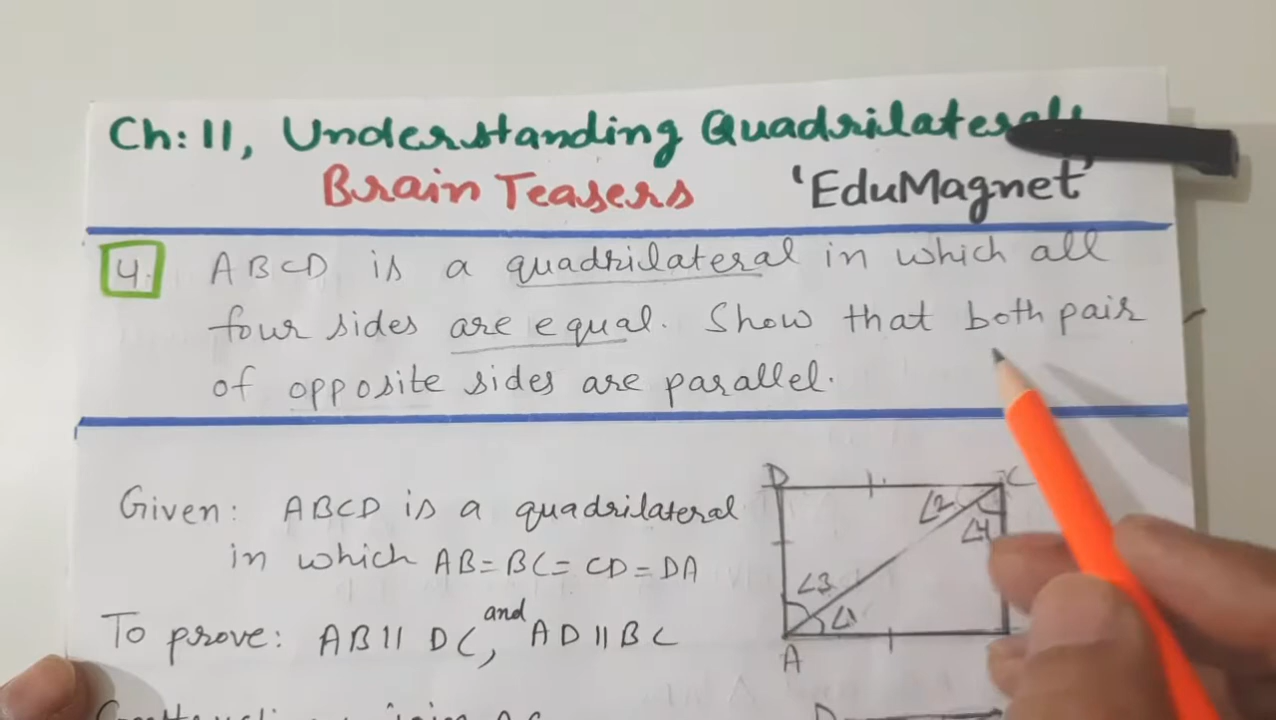 Ch: 11, Understanding Quadrilaterals
Brain Teasers 'EduMagnet'
4. ABCD is a quadrilateral in which all
four sides are equal. Show that both pair
of opposite sides are parallel.
Given: ABCD is a quadrilateral
in which AB = BC = CD = DA
To prove: AB || DC, and AD || BC
D C
∠2
∠4
∠3
∠1
A